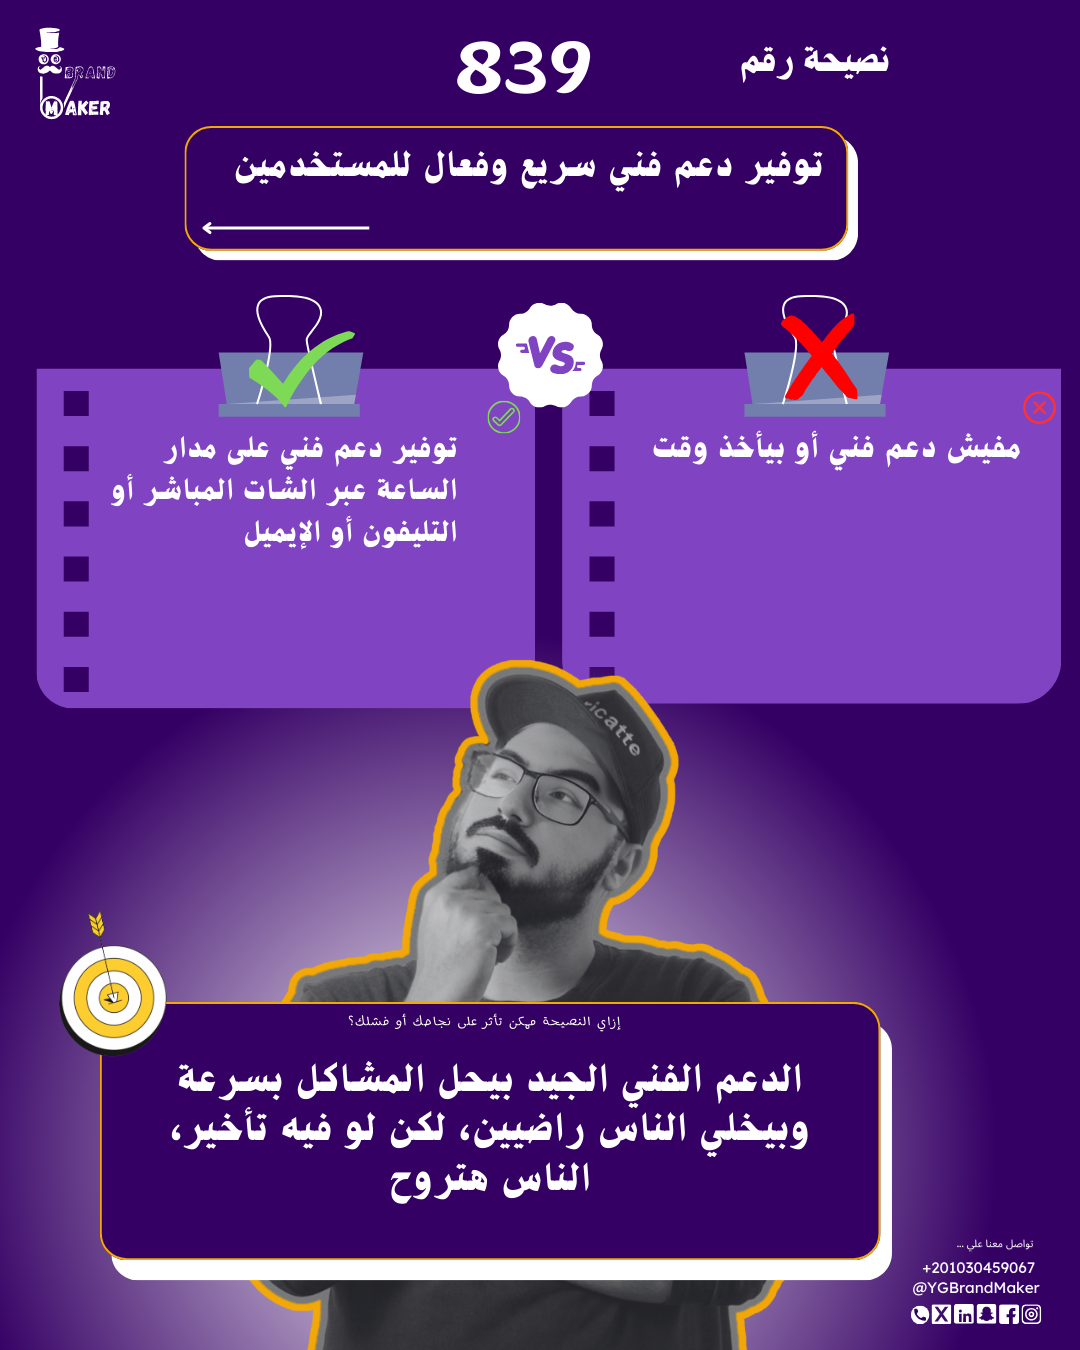 BRAND
MAKER
نصيحة رقم 839
توفير دعم فني سريع وفعال للمستخدمين
VS
مفيش دعم فني أو بيأخذ وقت
توفير دعم فني على مدار
الساعة عبر الشات المباشر أو
التليفون أو الإيميل
icatte
إزاي النصيحة ممكن تأثر على نجاحك أو فشلك؟
الدعم الفني الجيد بيحل المشاكل بسرعة
وبيخلي الناس راضيين، لكن لو فيه تأخير،
الناس هتروح
تواصل معنا علي ...
+201030459067
@YGBrandMaker